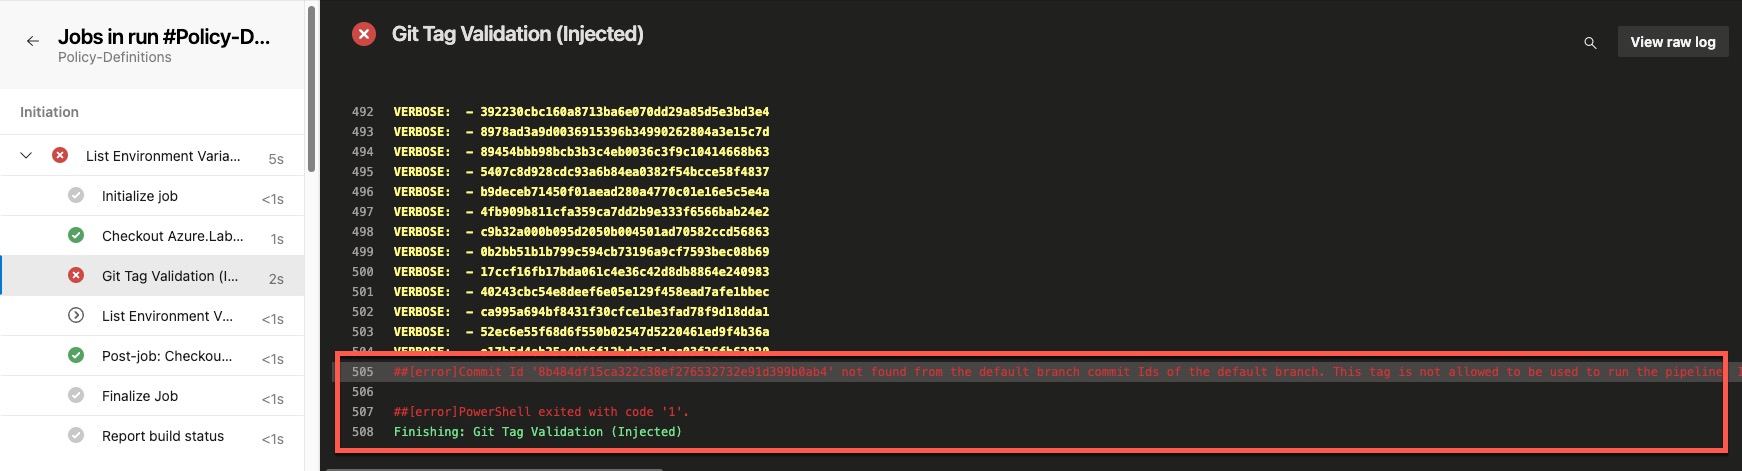 Jobs in run #Policy-D...
Policy-Definitions
Initiation
List Environment Varia... 5s
Initialize job <1s
Checkout Azure.Lab... 1s
Git Tag Validation (I... 2s
List Environment V... <1s
Post-job: Checkou... <1s
Finalize Job <1s
Report build status <1s
Git Tag Validation (Injected)
View raw log
492 VERBOSE: - 392230cbc160a8713ba6e070dd29a85d5e3bd3e4
493 VERBOSE: - 8978ad3a9d0036915396b34990262804a3e15c7d
494 VERBOSE: - 89454bbb98bcb3b3c4eb0036c3f9c10414668b63
495 VERBOSE: - 5407c8d928cdc93a6b84ea0382f54bcce58f4837
496 VERBOSE: - b9deceb71450f01aead280a4770c01e16e5c5e4a
497 VERBOSE: - 4fb909b811cfa359ca7dd2b9e333f6566bab24e2
498 VERBOSE: - c9b32a000b095d2050b004501ad70582ccd56863
499 VERBOSE: - 0b2bb51b1b799c594cb73196a9cf7593bec08b69
500 VERBOSE: - 17ccf16fb17bda061c4e36c42d8db8864e240983
501 VERBOSE: - 40243cbc54e8deef6e05e129f458ead7afe1bbec
502 VERBOSE: - ca995a694bf8431f30cfce1be3fad78f9d18dda1
503 VERBOSE: - 52ec6e55f68d6f550b02547d5220461ed9f4b36a
504 VERBOSE: -
505 ##[error]Commit Id '8b484df15ca322c38ef276532732e91d399b0ab4' not found from the default branch commit Ids of the default branch. This tag is not allowed to be used to run the pipeline
506
507 ##[error]PowerShell exited with code '1'.
508 Finishing: Git Tag Validation (Injected)